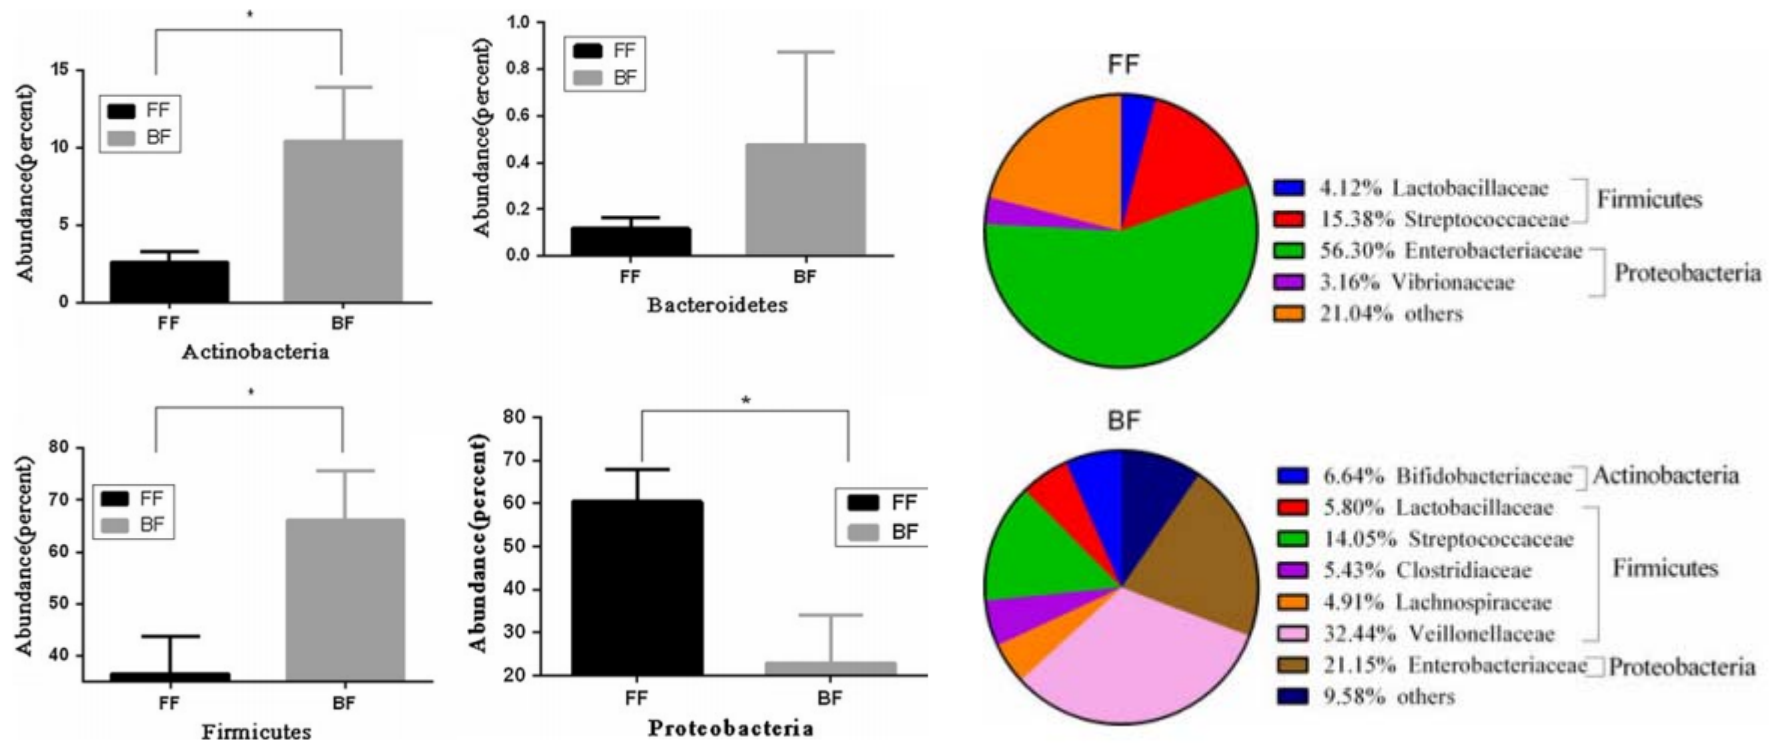 *
15
10
5
0
Abundance(percent)
FF
BF
FF
BF
Actinobacteria
1.0
0.8
0.6
0.4
0.2
0.0
Abundance(percent)
FF
BF
FF
BF
Bacteroidetes
*
80
70
60
50
40
Abundance(percent)
FF
BF
FF
BF
Firmicutes
*
80
70
60
50
40
30
20
Abundance(percent)
FF
BF
FF
BF
Proteobacteria
FF
4.12% Lactobacillaceae
15.38% Streptococcaceae
Firmicutes
56.30% Enterobacteriaceae
3.16% Vibrionaceae
Proteobacteria
21.04% others
BF
6.64% Bifidobacteriaceae
Actinobacteria
5.80% Lactobacillaceae
14.05% Streptococcaceae
5.43% Clostridiaceae
4.91% Lachnospiraceae
32.44% Veillonellaceae
Firmicutes
21.15% Enterobacteriaceae
Proteobacteria
9.58% others